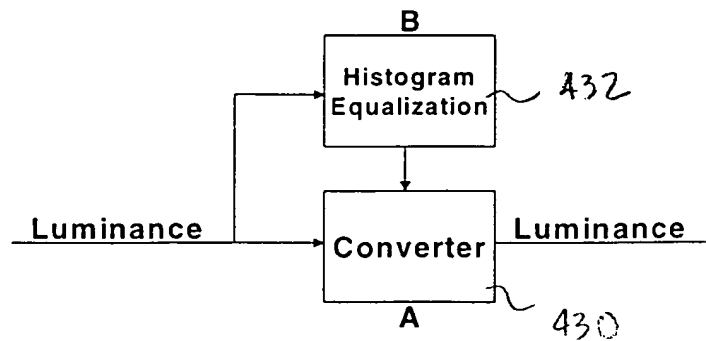 B
Histogram
Equalization
432
Luminance
Converter
Luminance
A
430